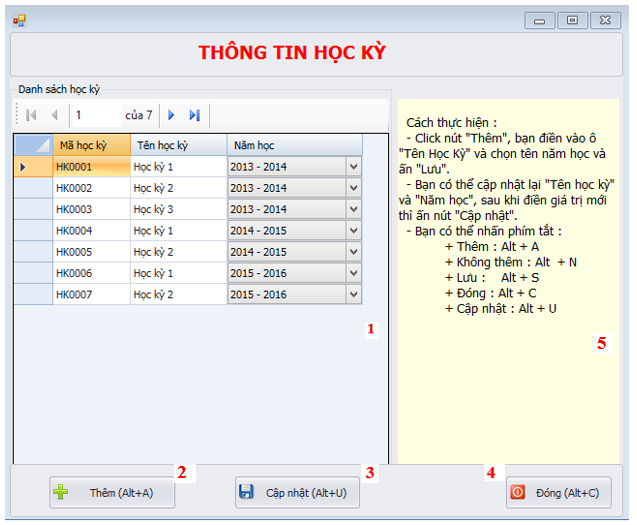 THÔNG TIN HỌC KỲ
Danh sách học kỳ
1 của 7
Mã học kỳ Tên học kỳ Năm học
HK0001 Học kỳ 1 2013 - 2014
HK0002 Học kỳ 2 2013 - 2014
HK0003 Học kỳ 3 2013 - 2014
HK0004 Học kỳ 1 2014 - 2015
HK0005 Học kỳ 2 2014 - 2015
HK0006 Học kỳ 1 2015 - 2016
HK0007 Học kỳ 2 2015 - 2016
1
Cách thực hiện :
- Click nút "Thêm", bạn điền vào ô
"Tên Học Kỳ" và chọn tên năm học và
ấn "Lưu".
- Bạn có thể cập nhật lại "Tên học kỳ"
và "Năm học", sau khi điền giá trị mới
thì ấn nút "Cập nhật".
- Bạn có thể nhấn phím tắt :
+ Thêm : Alt + A
+ Không thêm : Alt + N
+ Lưu : Alt + S
+ Đóng : Alt + C
+ Cập nhật : Alt + U
5
2 3 4
Thêm (Alt+A) Cập nhật (Alt+U) Đóng (Alt+C)